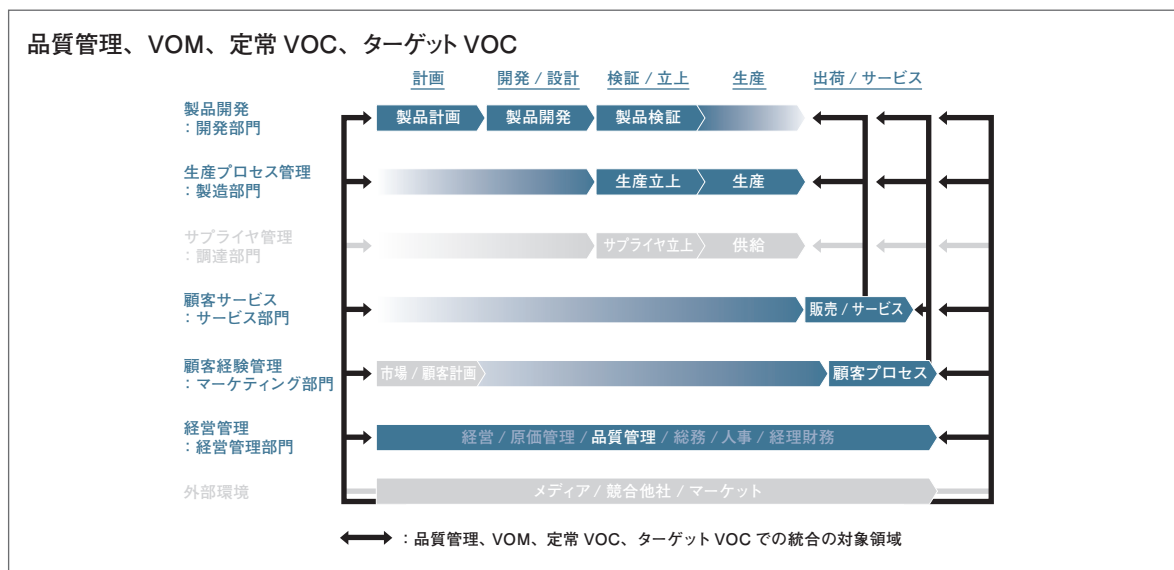 品質管理、VOM、定常 VOC、ターゲット VOC
計画 開発 / 設計 検証 / 立上 生産 出荷 / サービス
製品開発
：開発部門
製品計画 製品開発 製品検証
生産プロセス管理
：製造部門
生産立上 生産
サプライヤ管理
：調達部門
サプライヤ立上 供給
顧客サービス
：サービス部門
販売 / サービス
顧客経験管理
：マーケティング部門
市場 / 顧客計画 顧客プロセス
経営管理
：経営管理部門
経営 / 原価管理 / 品質管理 / 総務 / 人事 / 経理財務
外部環境
メディア / 競合他社 / マーケット
：品質管理、VOM、定常 VOC、ターゲット VOC での統合の対象領域